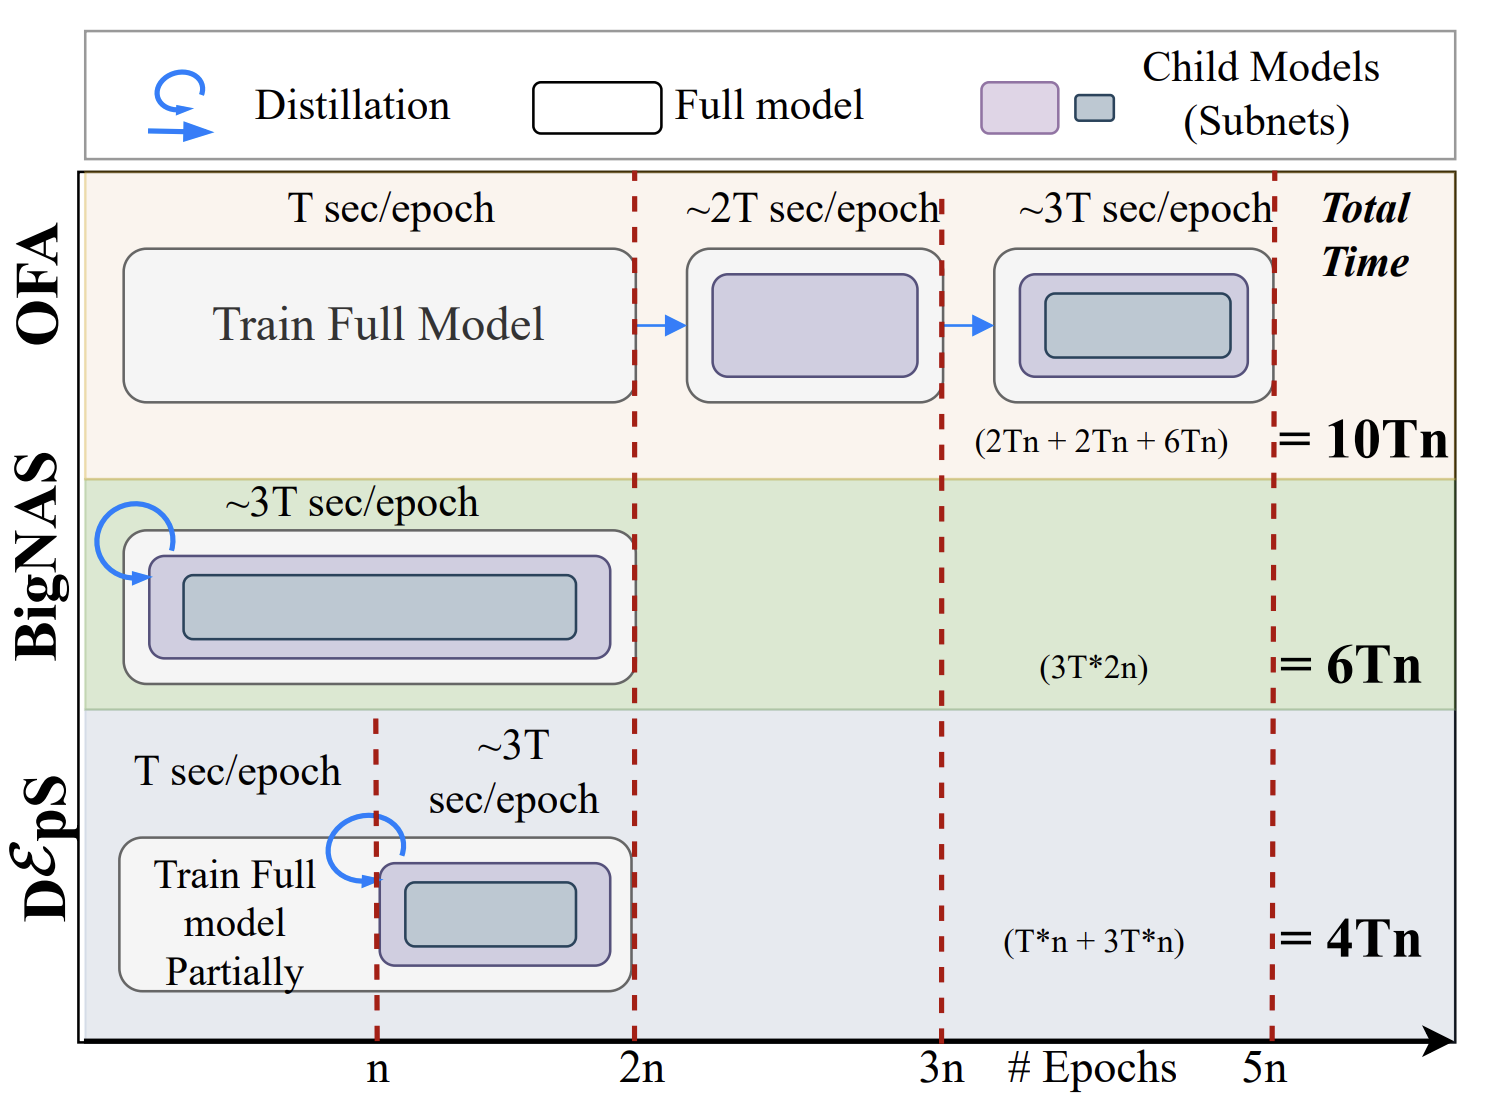 Distillation
Full model
Child Models
(Subnets)
OFA
T sec/epoch
~2T sec/epoch
~3T sec/epoch
Total
Time
Train Full Model
(2Tn + 2Tn + 6Tn)
= 10Tn
BigNAS
~3T sec/epoch
(3T*2n)
= 6Tn
DℰpS
T sec/epoch
~3T
sec/epoch
Train Full
model
Partially
(T*n + 3T*n)
= 4Tn
n
2n
3n
# Epochs
5n